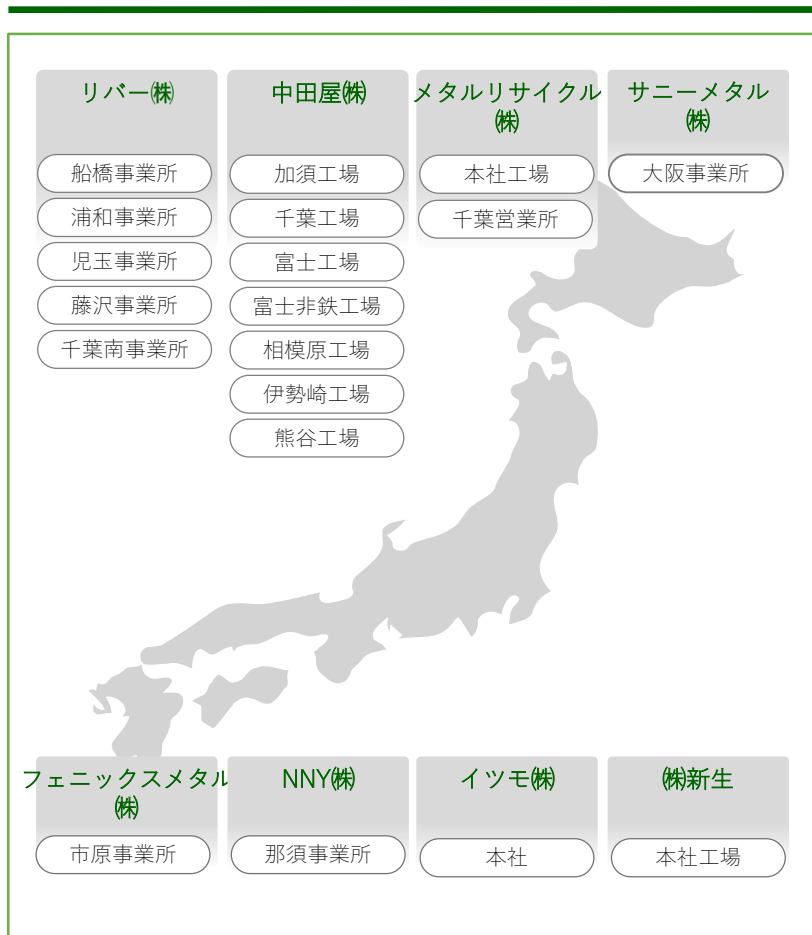 リバー㈱
船橋事業所
浦和事業所
児玉事業所
藤沢事業所
千葉南事業所
中田屋㈱
加須工場
千葉工場
富士工場
富士非鉄工場
相模原工場
伊勢崎工場
熊谷工場
メタルリサイクル
㈱
本社工場
千葉営業所
サニーメタル
㈱
大阪事業所
フェニックスメタル
㈱
市原事業所
NNY㈱
那須事業所
イツモ㈱
本社
㈱新生
本社工場